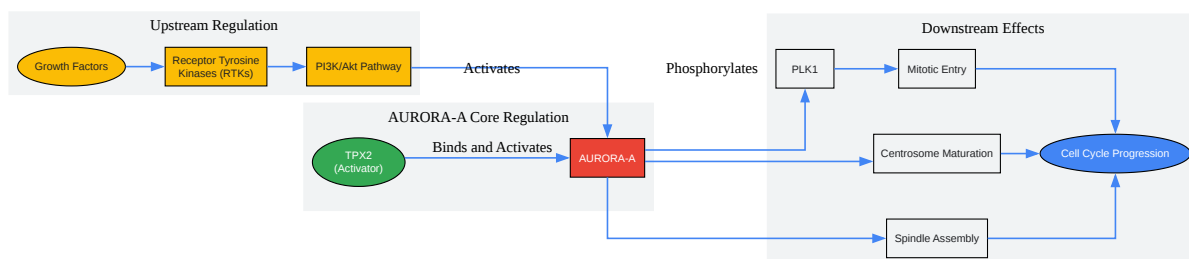 Upstream Regulation
Growth Factors
Receptor Tyrosine
Kinases (RTKs)
PI3K/Akt Pathway
Activates
AURORA-A Core Regulation
TPX2
(Activator)
Binds and Activates
AURORA-A
Phosphorylates
Downstream Effects
PLK1
Mitotic Entry
Centrosome Maturation
Cell Cycle Progression
Spindle Assembly